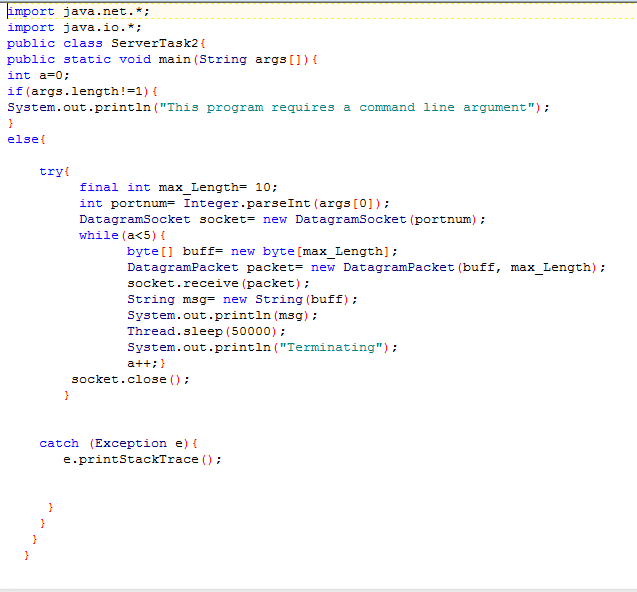 import java.net.*;
import java.io.*;
public class ServerTask2{
public static void main(String args[]){
int a=0;
if(args.length!=1){
System.out.println("This program requires a command line argument");
}
else{
try{
final int max_Length= 10;
int portnum= Integer.parseInt(args[0]);
DatagramSocket socket= new DatagramSocket(portnum);
while(a<5){
byte[] buff= new byte[max_Length];
DatagramPacket packet= new DatagramPacket(buff, max_Length);
socket.receive(packet);
String msg= new String(buff);
System.out.println(msg);
Thread.sleep(50000);
System.out.println("Terminating");
a++;}
socket.close();
}
catch (Exception e){
e.printStackTrace();
}
}
}
}